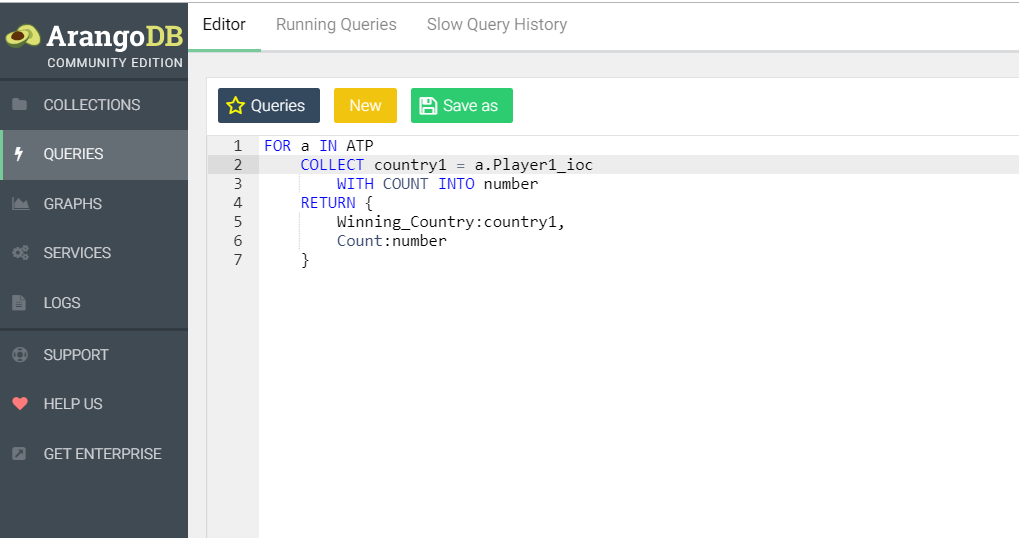 ArangoDB
COMMUNITY EDITION
COLLECTIONS
QUERIES
GRAPHS
SERVICES
LOGS
SUPPORT
HELP US
GET ENTERPRISE
Editor Running Queries Slow Query History
Queries New Save as
1 FOR a IN ATP
2 COLLECT country1 = a.Player1_ioc
3 WITH COUNT INTO number
4 RETURN {
5 Winning_Country:country1,
6 Count:number
7 }